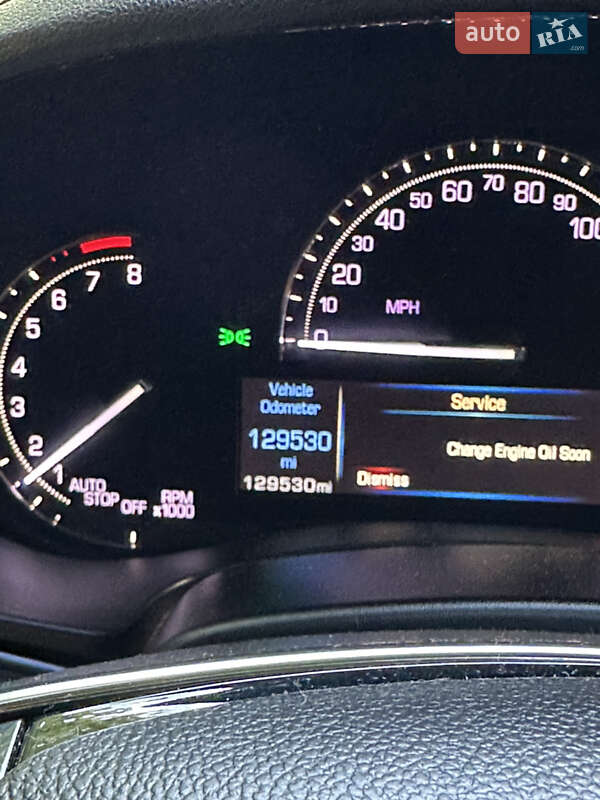 auto RIA.com
10 20 30 40 50 60 70 80 90 100
MPH
0
8 7 6 5 4 3 2 1
AUTO STOP OFF
RPM
x1000
Vehicle
Odometer
129530
mi
129530 mi
Service
Change Engine Oil Soon
Dismiss